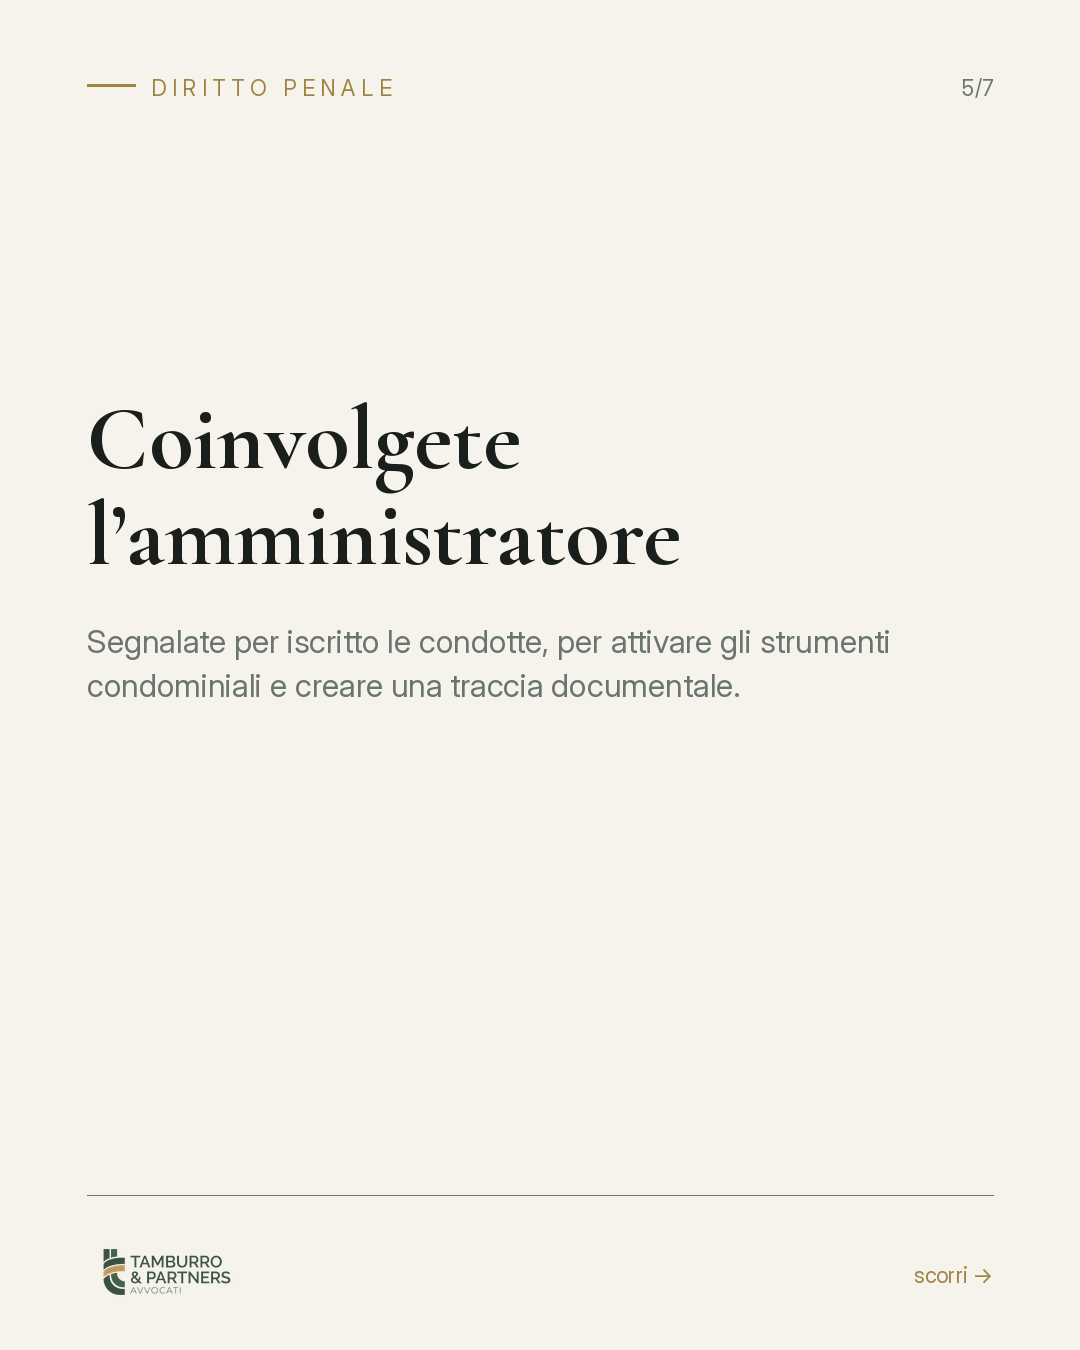 DIRITTO PENALE
5/7
Coinvolgete
l’amministratore
Segnalate per iscritto le condotte, per attivare gli strumenti
condominiali e creare una traccia documentale.
TAMBURRO
& PARTNERS
AVVOCATI
scorri →